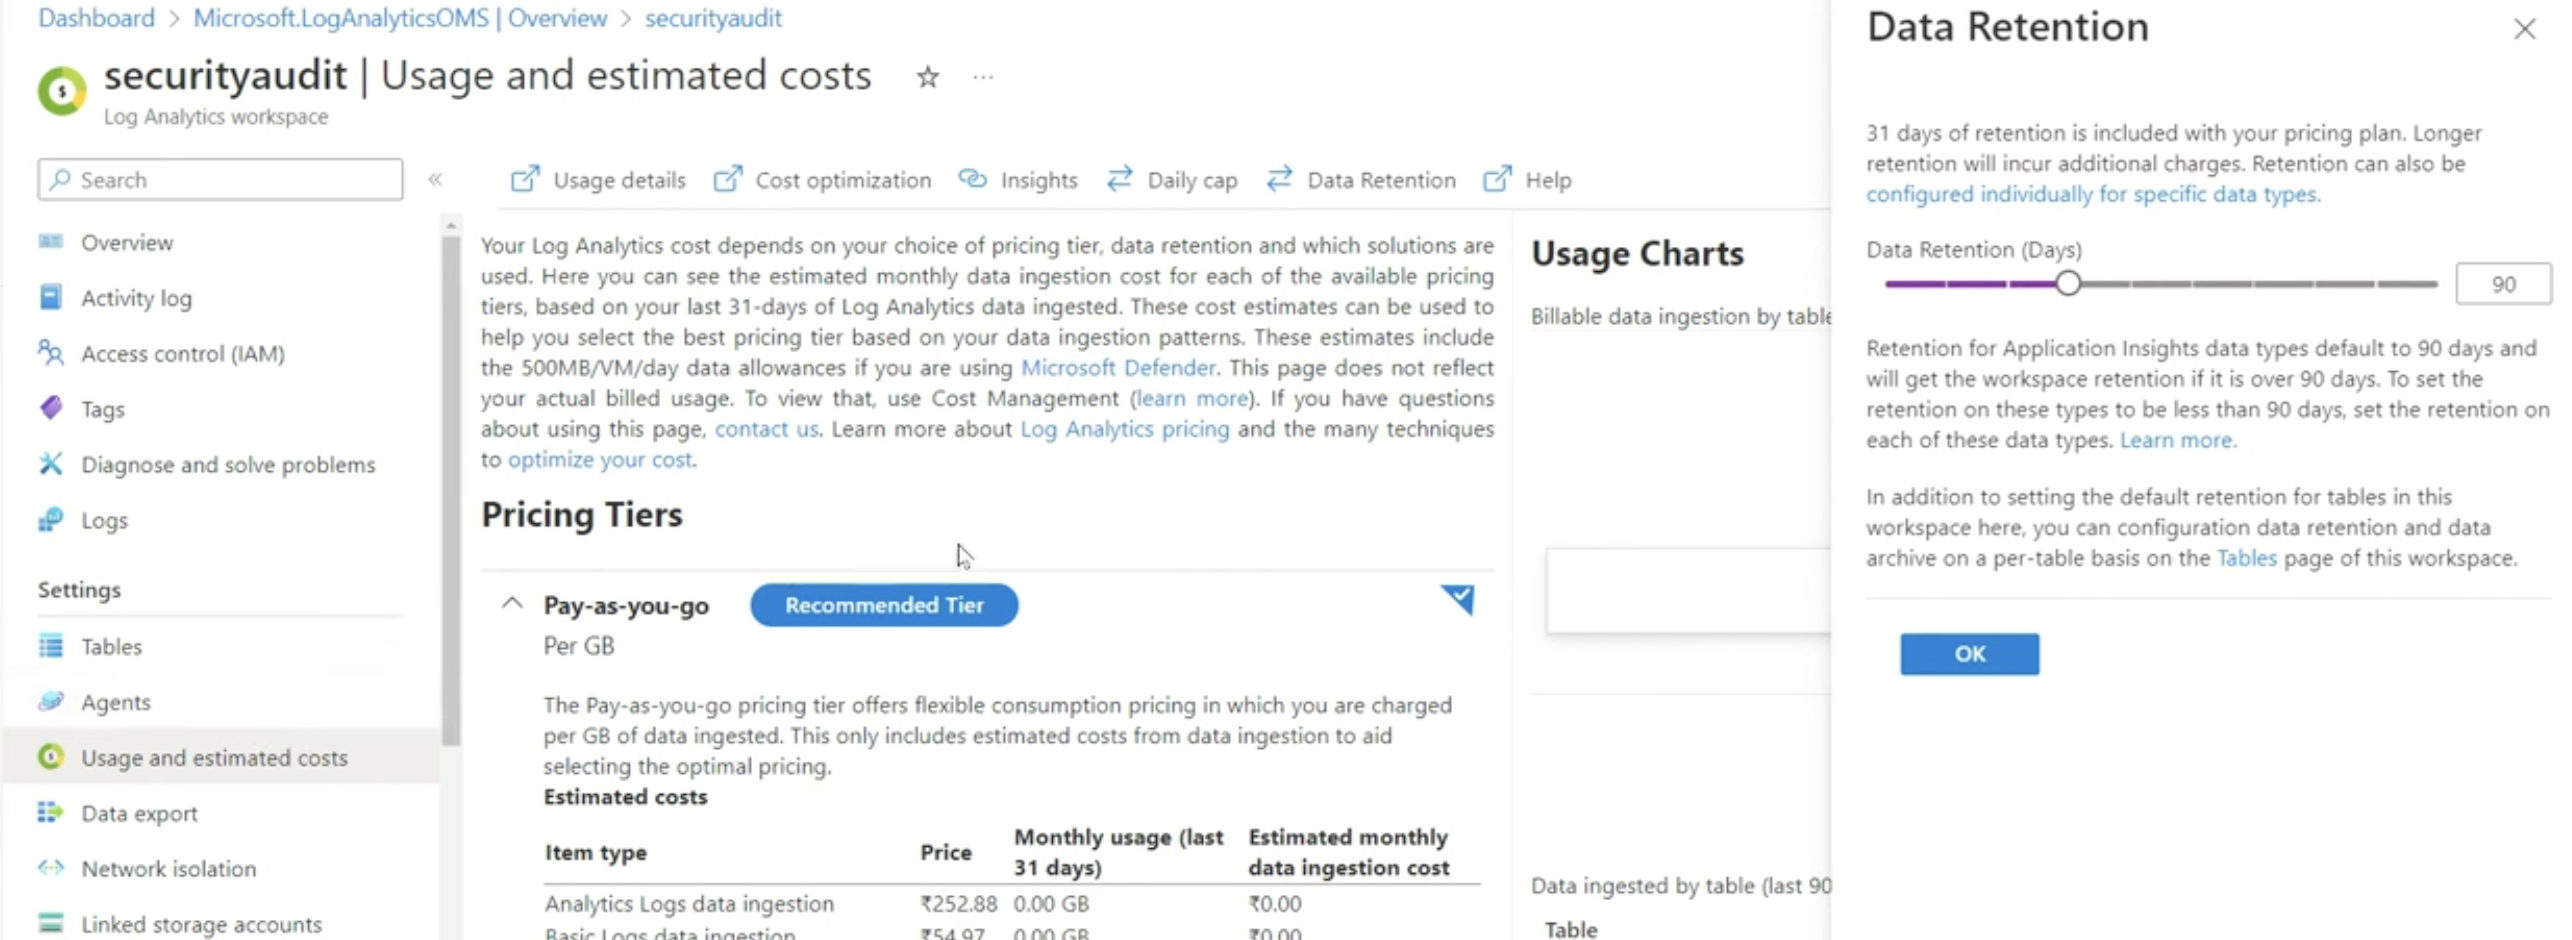 Dashboard > Microsoft.LogAnalyticsOMS | Overview > securityaudit
securityaudit | Usage and estimated costs
Log Analytics workspace
Search
Overview
Activity log
Access control (IAM)
Tags
Diagnose and solve problems
Logs
Settings
Tables
Agents
Usage and estimated costs
Data export
Network isolation
Linked storage accounts
Usage details
Cost optimization
Insights
Daily cap
Data Retention
Help
Your Log Analytics cost depends on your choice of pricing tier, data retention and which solutions are
used. Here you can see the estimated monthly data ingestion cost for each of the available pricing
tiers, based on your last 31-days of Log Analytics data ingested. These cost estimates can be used to
help you select the best pricing tier based on your data ingestion patterns. These estimates include
the 500MB/VM/day data allowances if you are using Microsoft Defender. This page does not reflect
your actual billed usage. To view that, use Cost Management (learn more). If you have questions
about using this page, contact us. Learn more about Log Analytics pricing and the many techniques
to optimize your cost.
Pricing Tiers
Pay-as-you-go
Recommended Tier
Per GB
The Pay-as-you-go pricing tier offers flexible consumption pricing in which you are charged
per GB of data ingested. This only includes estimated costs from data ingestion to aid
selecting the optimal pricing.
Estimated costs
Item type Price Monthly usage (last 31 days) Estimated monthly data ingestion cost
Analytics Logs data ingestion ₹252.88 0.00 GB ₹0.00
Basic Logs data ingestion ₹54.97 0.00 GB ₹0.00
Usage Charts
Billable data ingestion by table
Data ingested by table (last 90
Table
Data Retention
31 days of retention is included with your pricing plan. Longer
retention will incur additional charges. Retention can also be
configured individually for specific data types.
Data Retention (Days)
90
Retention for Application Insights data types default to 90 days and
will get the workspace retention if it is over 90 days. To set the
retention on these types to be less than 90 days, set the retention on
each of these data types. Learn more.
In addition to setting the default retention for tables in this
workspace here, you can configuration data retention and data
archive on a per-table basis on the Tables page of this workspace.
OK